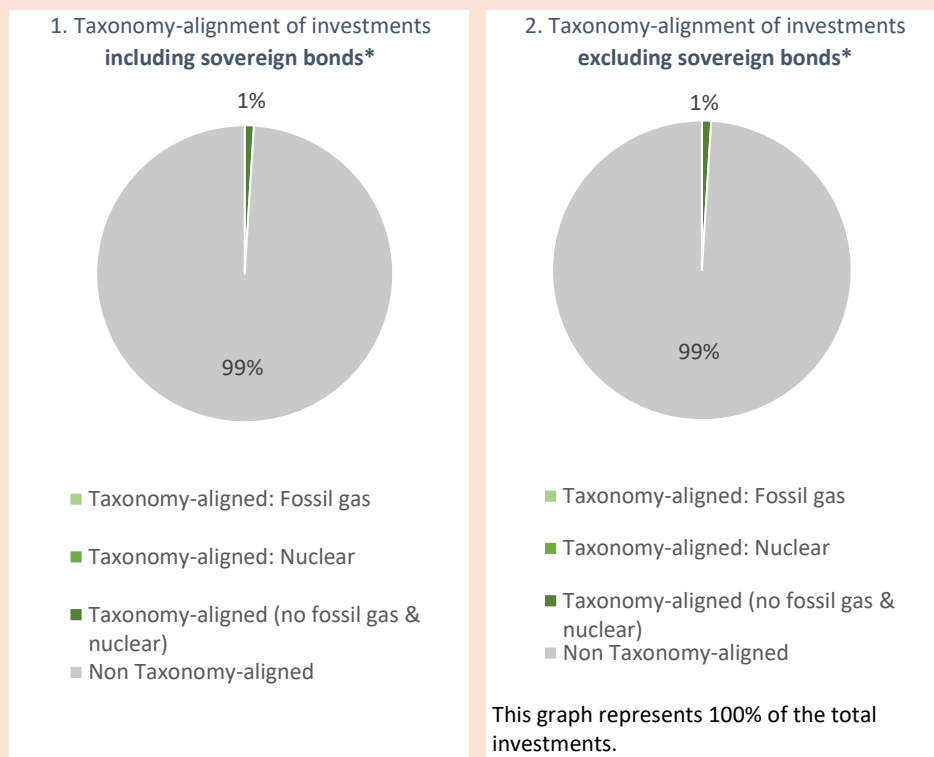 1. Taxonomy-alignment of investments
including sovereign bonds*
1%
99%
Taxonomy-aligned: Fossil gas
Taxonomy-aligned: Nuclear
Taxonomy-aligned (no fossil gas &
nuclear)
Non Taxonomy-aligned
2. Taxonomy-alignment of investments
excluding sovereign bonds*
1%
99%
Taxonomy-aligned: Fossil gas
Taxonomy-aligned: Nuclear
Taxonomy-aligned (no fossil gas &
nuclear)
Non Taxonomy-aligned
This graph represents 100% of the total
investments.